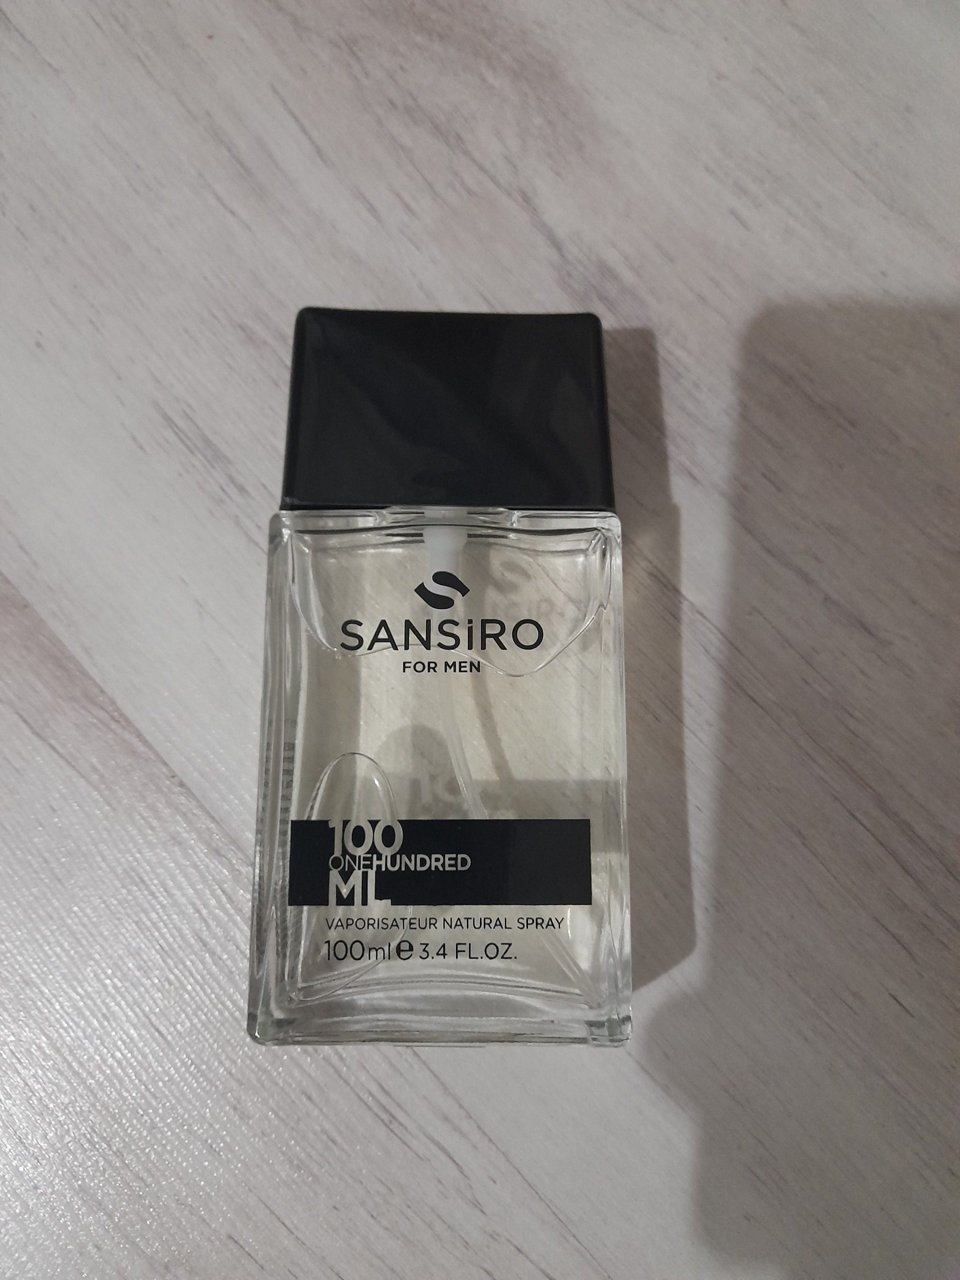 SANSiRO
FOR MEN
100
ONEHUNDRED
ML
VAPORISATEUR NATURAL SPRAY
100ml ℮ 3.4 FL.OZ.